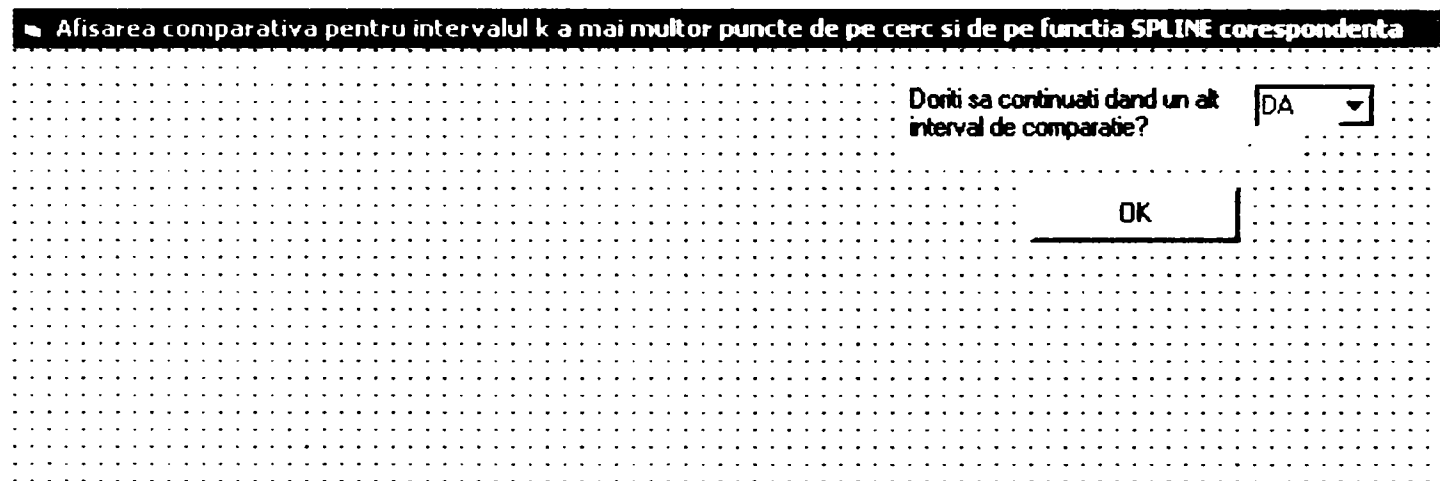 Afisarea comparativa pentru intervalul k a mai multor puncte de pe cerc si de pe functia SPLINE corespondenta
Doriti sa continuati dand un alt
interval de comparatie?
DA
OK